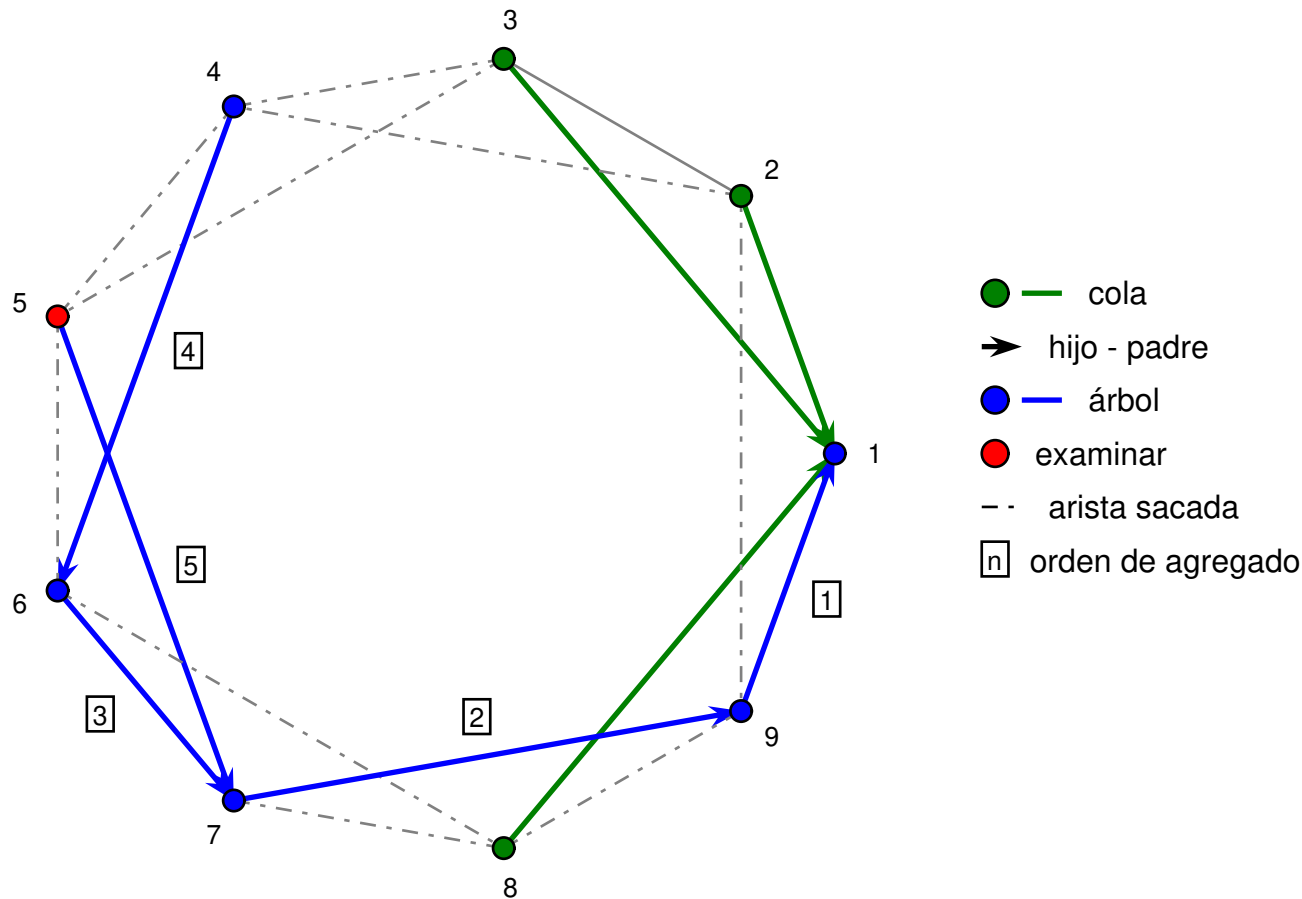 3
4
2
5
4
1
5
6
1
3
2
9
7
8
cola
hijo - padre
árbol
examinar
arista sacada
n orden de agregado